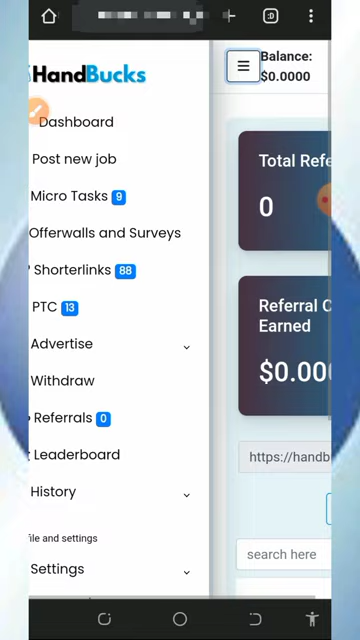 HandBucks
Balance:
$0.0000
Dashboard
Post new job
Micro Tasks 9
Offerwalls and Surveys
Shorterlinks 88
PTC 13
Advertise
Withdraw
Referrals 0
Leaderboard
History
ile and settings
Settings
Total Refe
0
Referral C
Earned
$0.00
https://handb
search here
:D